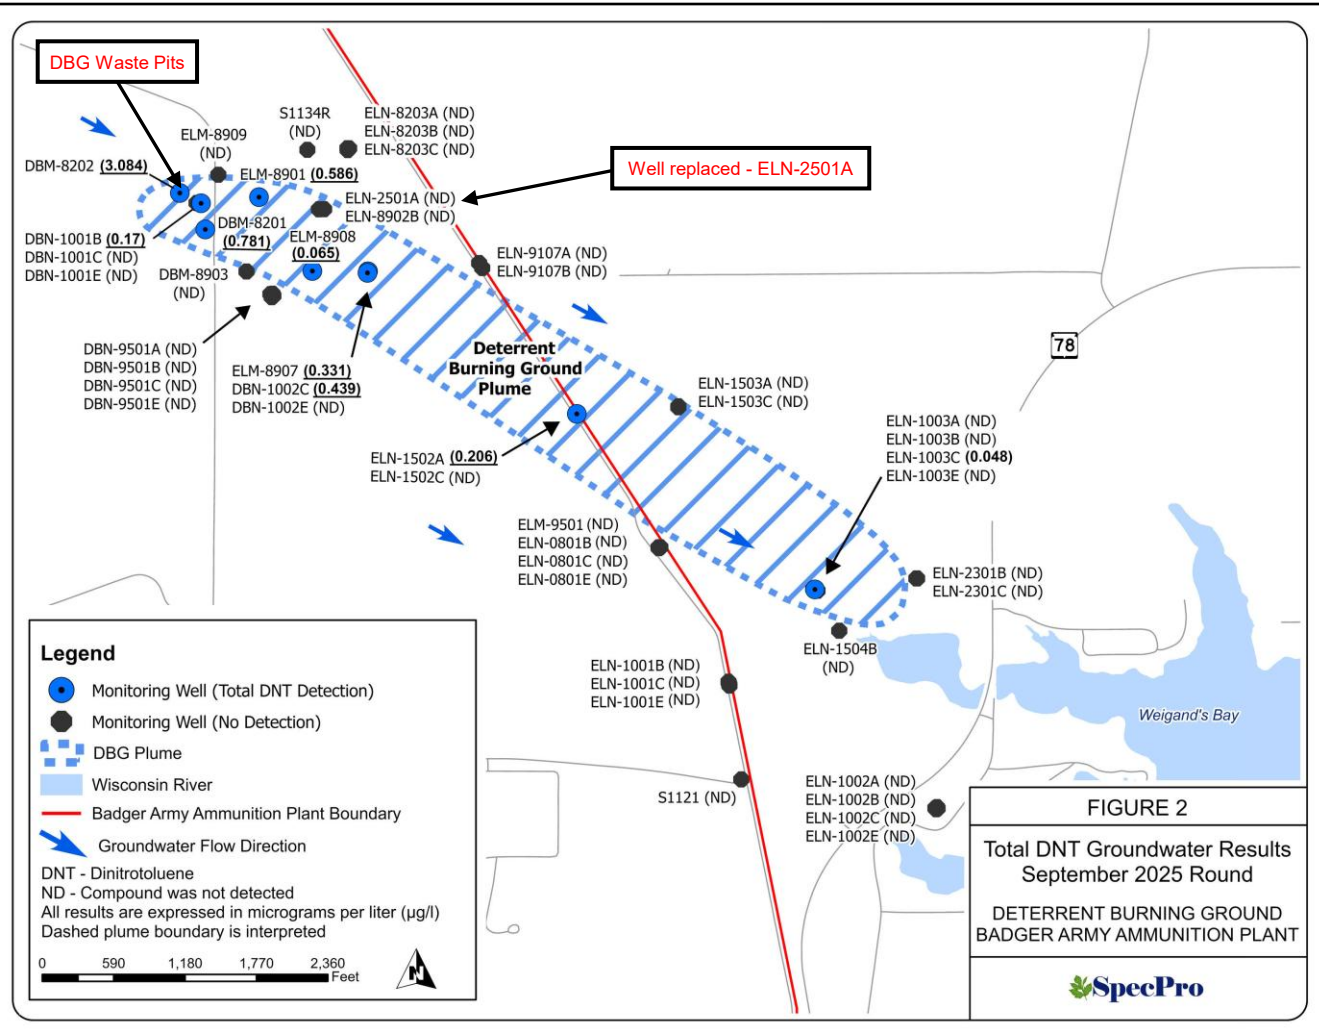 DBG Waste Pits
S1134R
(ND)
ELN-8203A (ND)
ELN-8203B (ND)
ELN-8203C (ND)
ELM-8909
(ND)
DBM-8202 (3.084)
ELM-8901 (0.586)
Well replaced - ELN-2501A
ELN-2501A (ND)
ELN-8902B (ND)
DBM-8201
(0.781)
ELM-8908
(0.065)
DBN-1001B (0.17)
DBN-1001C (ND)
DBN-1001E (ND)
DBM-8903
(ND)
ELN-9107A (ND)
ELN-9107B (ND)
DBN-9501A (ND)
DBN-9501B (ND)
DBN-9501C (ND)
DBN-9501E (ND)
ELM-8907 (0.331)
DBN-1002C (0.439)
DBN-1002E (ND)
Deterrent
Burning Ground
Plume
78
ELN-1503A (ND)
ELN-1503C (ND)
ELN-1003A (ND)
ELN-1003B (ND)
ELN-1003C (0.048)
ELN-1003E (ND)
ELN-1502A (0.206)
ELN-1502C (ND)
ELM-9501 (ND)
ELN-0801B (ND)
ELN-0801C (ND)
ELN-0801E (ND)
ELN-2301B (ND)
ELN-2301C (ND)
ELN-1504B
(ND)
ELN-1001B (ND)
ELN-1001C (ND)
ELN-1001E (ND)
Weigand's Bay
S1121 (ND)
ELN-1002A (ND)
ELN-1002B (ND)
ELN-1002C (ND)
ELN-1002E (ND)
Legend
Monitoring Well (Total DNT Detection)
Monitoring Well (No Detection)
DBG Plume
Wisconsin River
Badger Army Ammunition Plant Boundary
Groundwater Flow Direction
DNT - Dinitrotoluene
ND - Compound was not detected
All results are expressed in micrograms per liter (µg/l)
Dashed plume boundary is interpreted
0 590 1,180 1,770 2,360
Feet
N
FIGURE 2
Total DNT Groundwater Results
September 2025 Round
DETERRENT BURNING GROUND
BADGER ARMY AMMUNITION PLANT
SpecPro